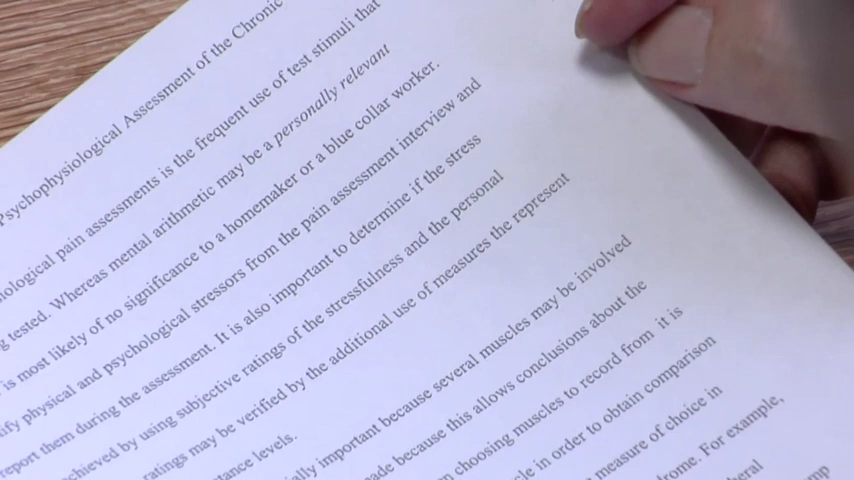 Psychophysiological Assessment of the Chronic
iological pain assessments is the frequent use of test stimuli that
g tested. Whereas mental arithmetic may be a personally relevant
is most likely of no significance to a homemaker or a blue collar worker.
ify physical and psychological stressors from the pain assessment interview and
report them during the assessment. It is also important to determine if the stress
achieved by using subjective ratings of the stressfulness and the personal
ratings may be verified by the additional use of measures the represent
tance levels.
ially important because several muscles may be involved
ade because this allows conclusions about the
n choosing muscles to record from it is
cle in order to obtain comparison
measure of choice in
drome. For example,
heral
mp